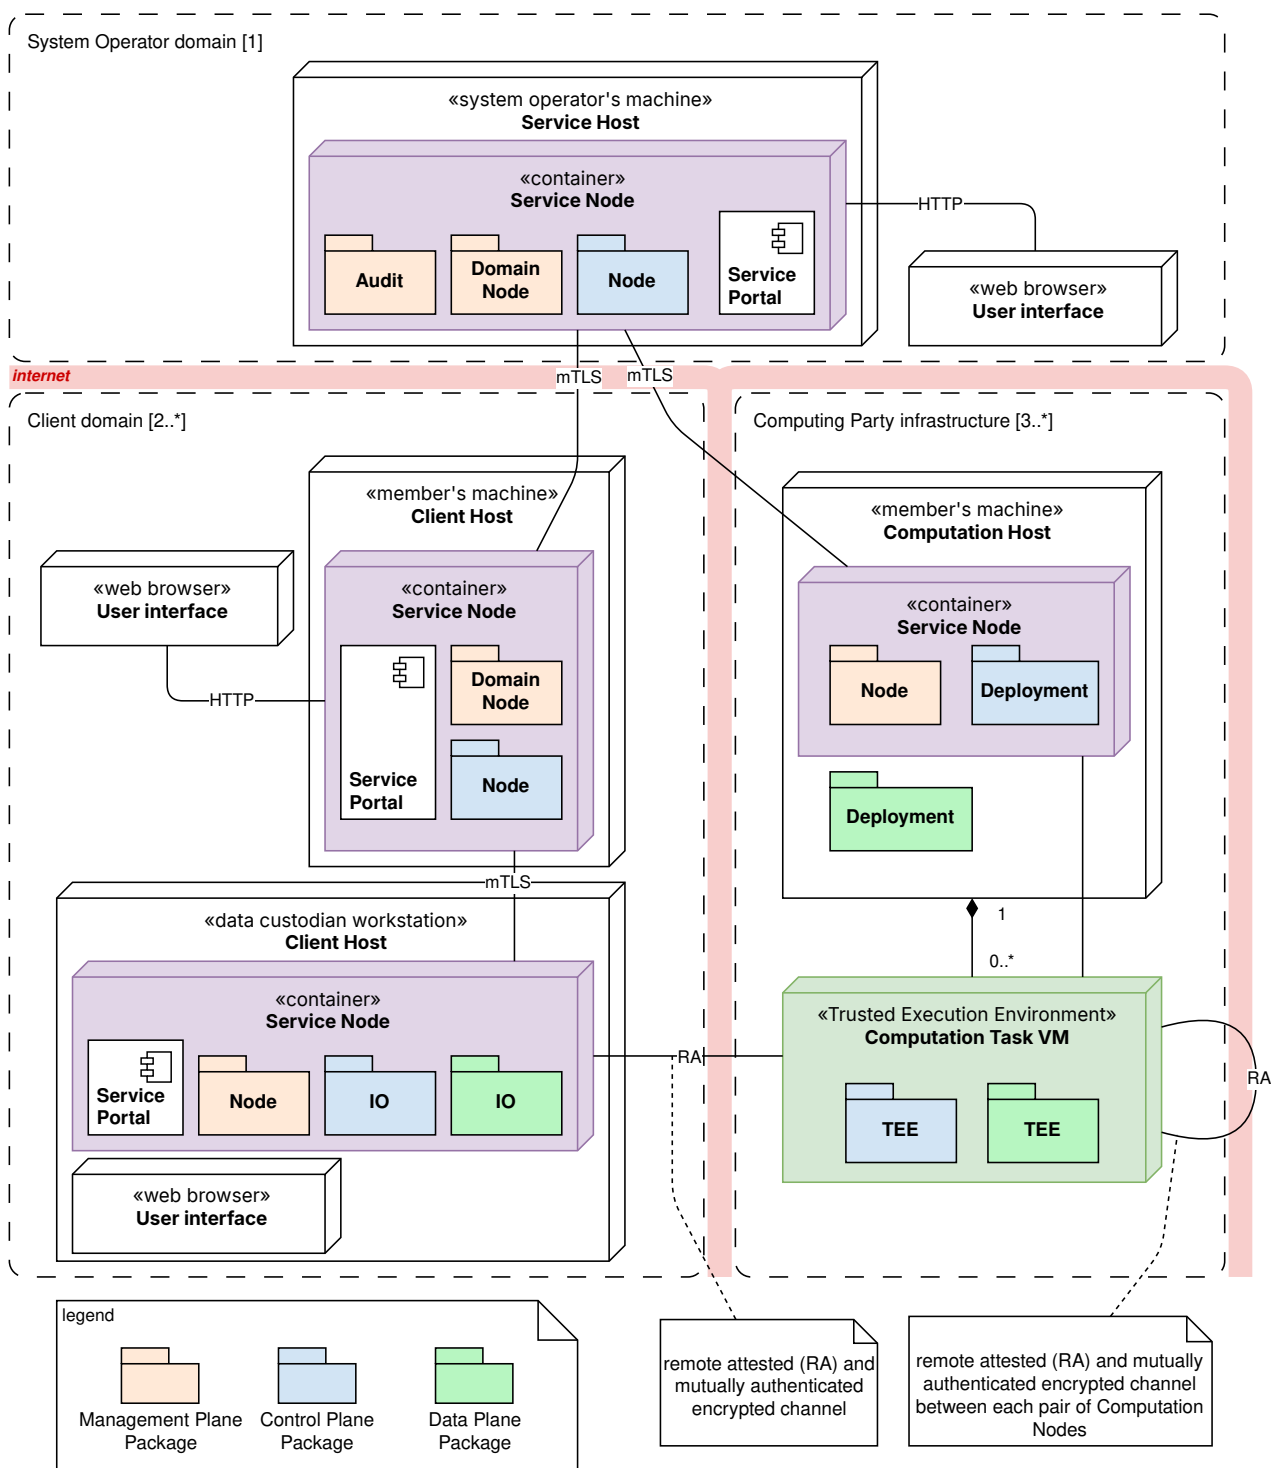 System Operator domain [1]
«system operator's machine»
Service Host
«container»
Service Node
Audit
Domain
Node
Node
Service
Portal
HTTP
«web browser»
User interface
internet
mTLS
mTLS
Client domain [2..*]
«member's machine»
Client Host
«web browser»
User interface
HTTP
«container»
Service Node
Service
Portal
Domain
Node
Node
mTLS
«data custodian workstation»
Client Host
«container»
Service Node
Service
Portal
Node
IO
IO
«web browser»
User interface
RA
Computing Party infrastructure [3..*]
«member's machine»
Computation Host
«container»
Service Node
Node
Deployment
Deployment
1
0..*
«Trusted Execution Environment»
Computation Task VM
TEE
TEE
RA
legend
Management Plane
Package
Control Plane
Package
Data Plane
Package
remote attested (RA) and
mutually authenticated
encrypted channel
remote attested (RA) and mutually
authenticated encrypted channel
between each pair of Computation
Nodes